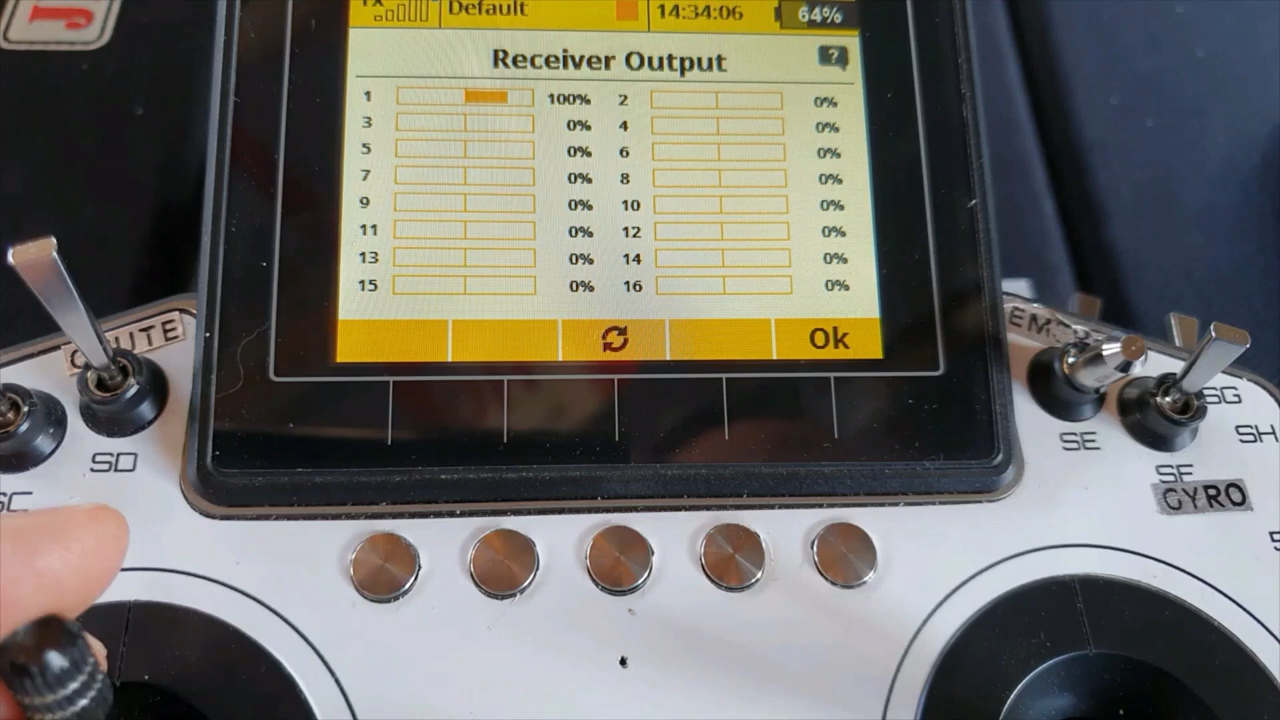 Default 14:34:06 64%
Receiver Output ?
1 100% 2 0%
3 0% 4 0%
5 0% 6 0%
7 0% 8 0%
9 0% 10 0%
11 0% 12 0%
13 0% 14 0%
15 0% 16 0%
Ok
SD
SE
SG
SH
SF
GYRO